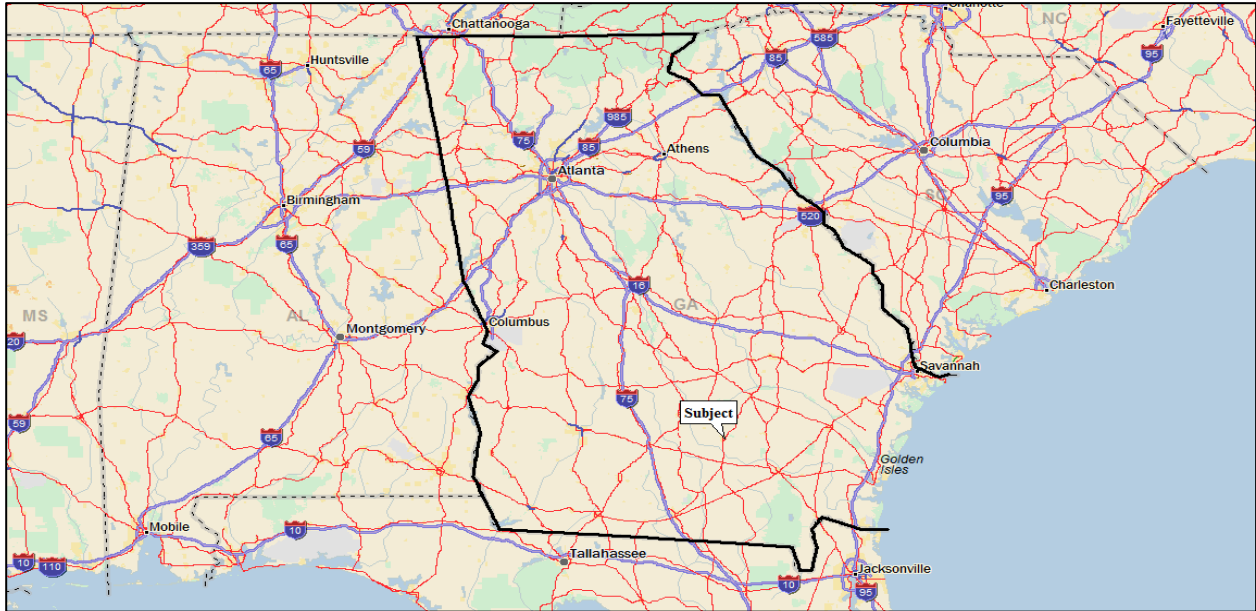 Charlotte
NC
Fayetteville
Chattanooga
585
85
95
65
Huntsville
985
75
85
59
Athens
Columbia
Atlanta
SC
95
Birmingham
520
359
65
16
GA
Charleston
MS
AL
Montgomery
Columbus
20
Savannah
75
Subject
59
65
Golden
Isles
Mobile
10
10
110
Tallahassee
Jacksonville
10
95